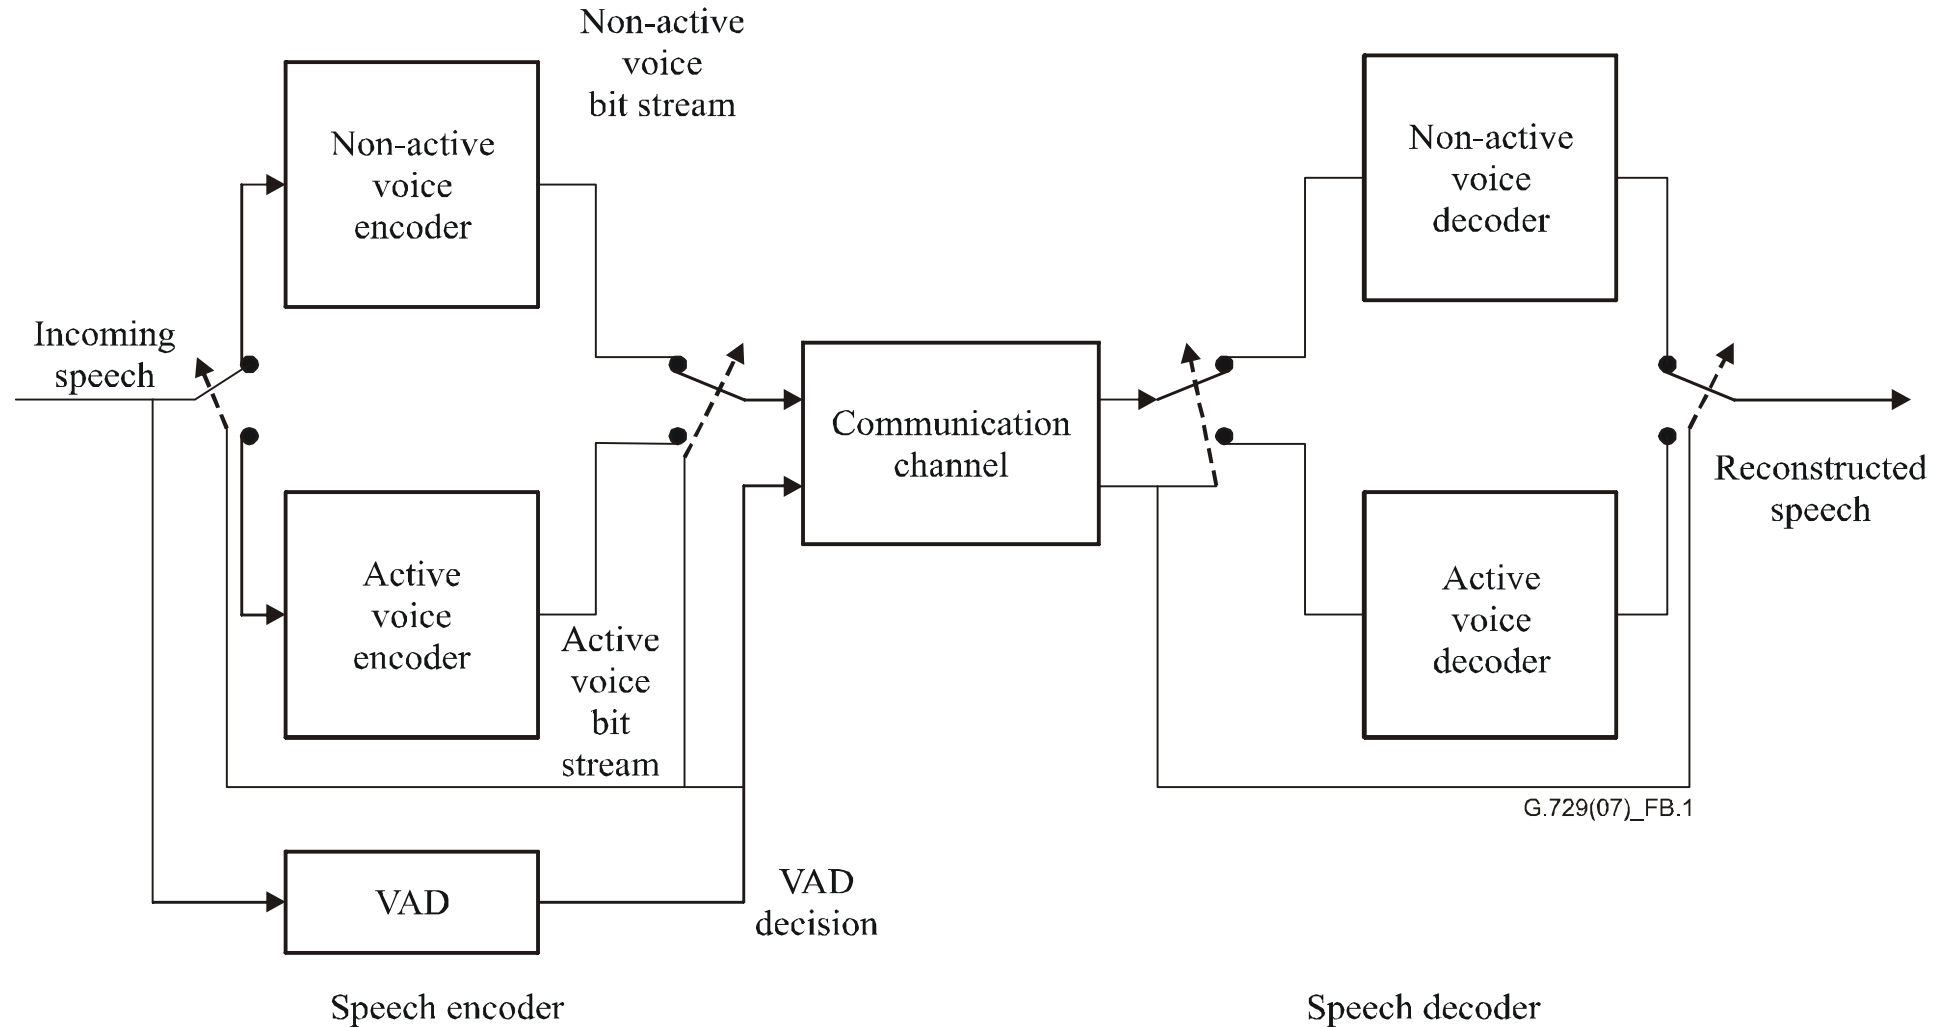 Non-active
voice
bit stream
Non-active
voice
encoder
Non-active
voice
decoder
Incoming
speech
Communication
channel
Reconstructed
speech
Active
voice
encoder
Active
voice
bit
stream
Active
voice
decoder
G.729(07)_FB.1
VAD
VAD
decision
Speech encoder
Speech decoder